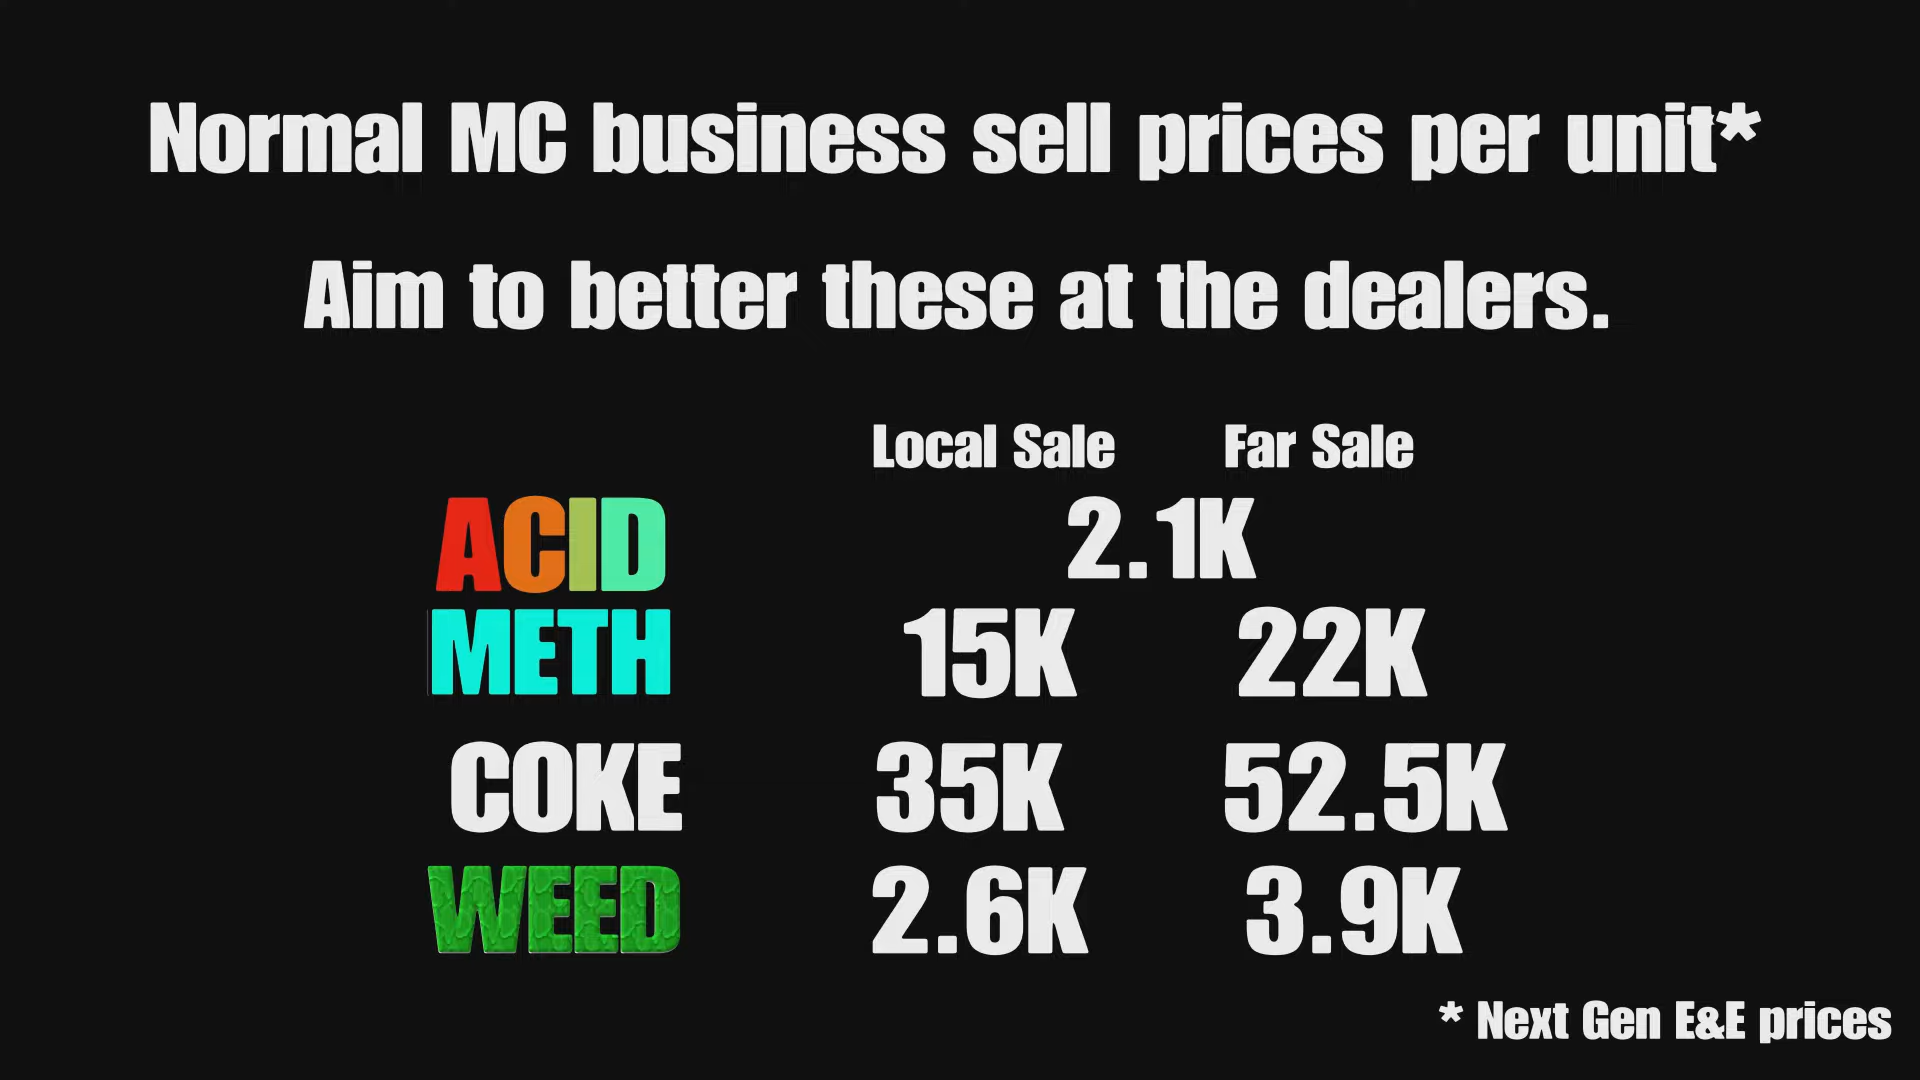 Normal MC business sell prices per unit*
Aim to better these at the dealers.
Local Sale Far Sale
ACID 2.1K
METH 15K 22K
COKE 35K 52.5K
WEED 2.6K 3.9K
* Next Gen E&E prices